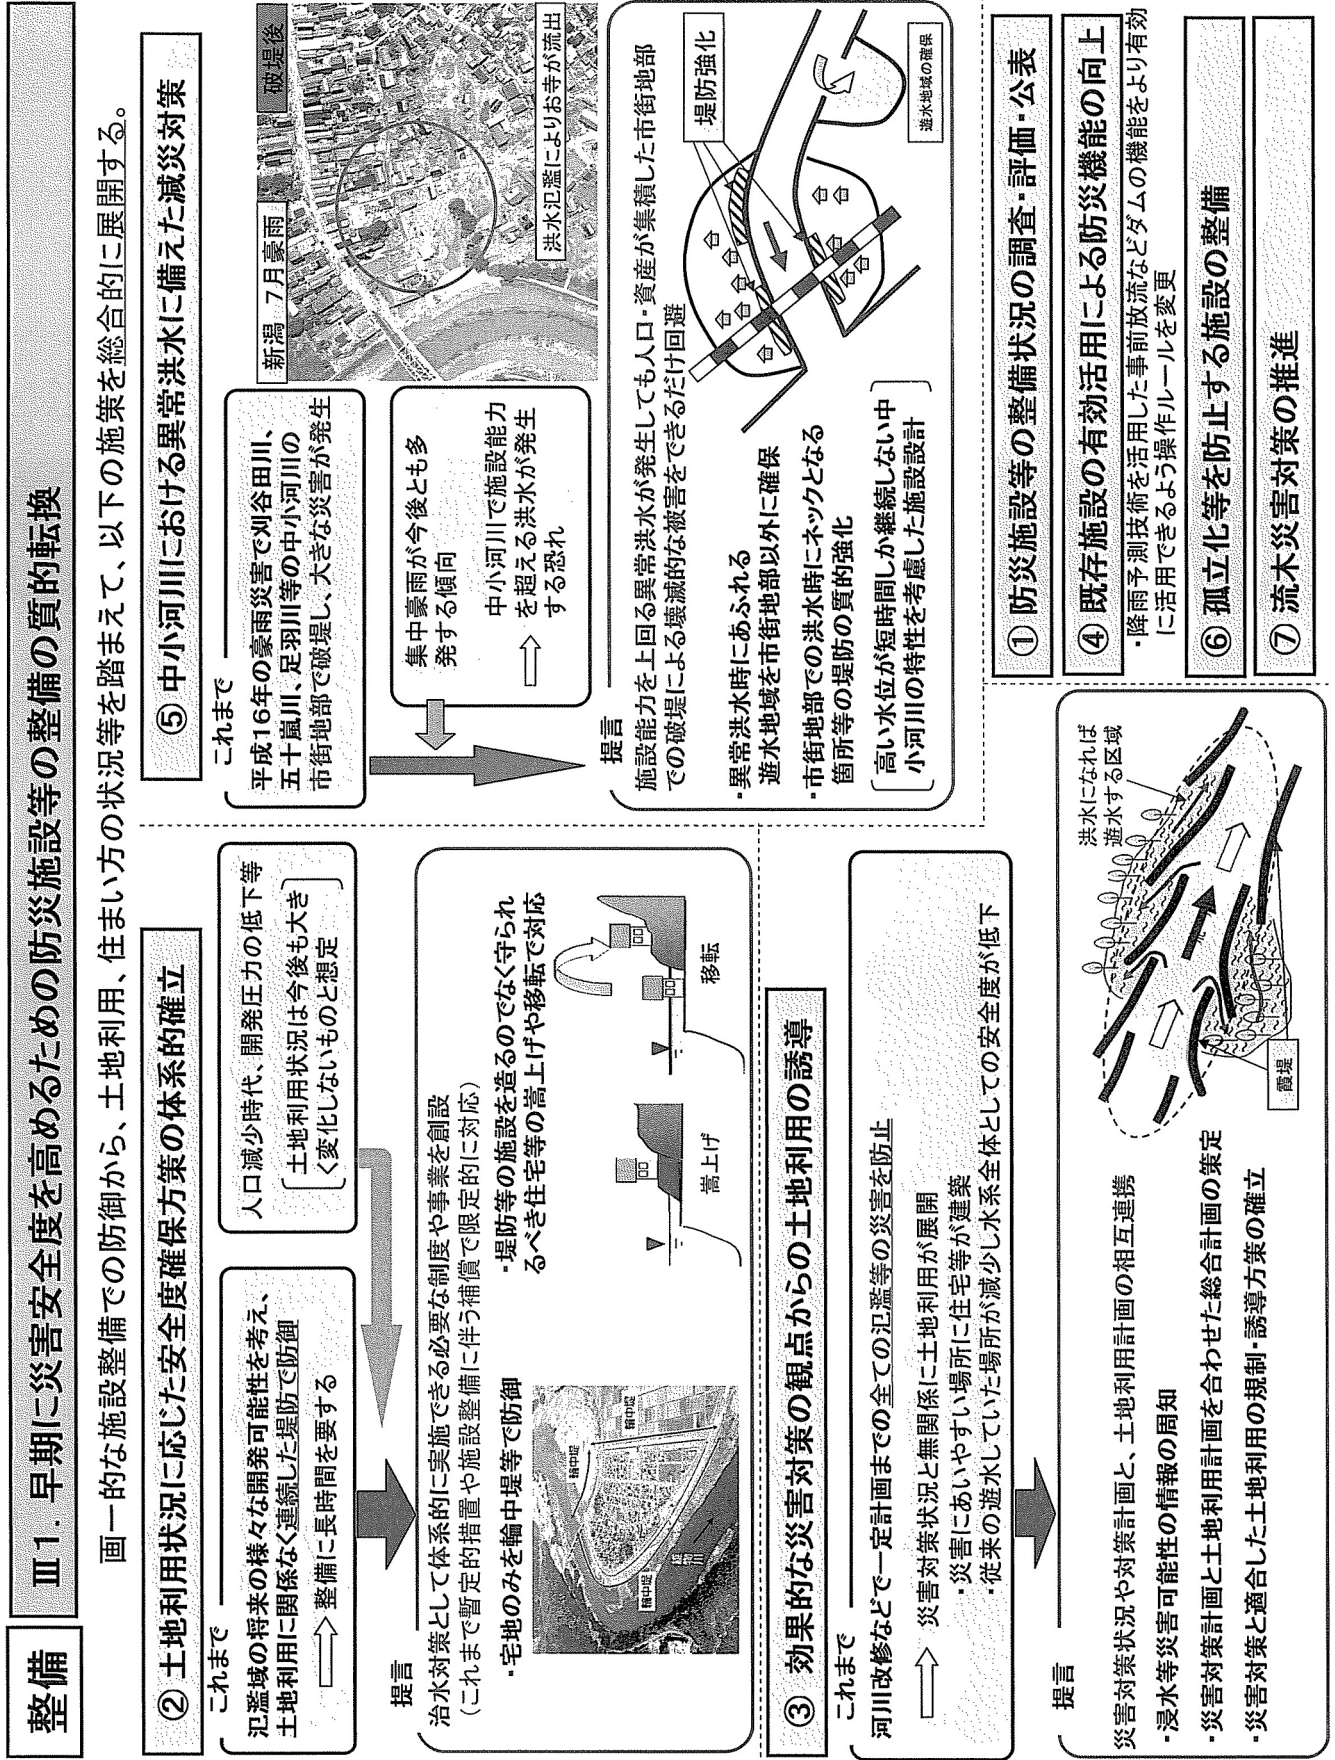 整備
Ⅲ1. 早期に災害安全度を高めるための防災施設等の整備の質的転換
画一的な施設整備での防御から、土地利用、住まい方の状況等を踏まえて、以下の施策を総合的に展開する。
② 土地利用状況に応じた安全度確保方策の体系的確立
これまで
氾濫域の将来の様々な開発可能性を考え、
土地利用に関係なく連続した堤防で防御
整備に長時間を要する
人口減少時代、開発圧力の低下等
土地利用状況は今後も大き
く変化しないものと想定
提言
治水対策として体系的に実施できる必要な制度や事業を創設
(これまで暫定的措置や施設整備に伴う補償で限定的に対応)
・宅地のみを輪中堤等で防御
輪中堤
輪中堤
輪中堤
・堤防等の施設を造るのでなく守られ
るべき住宅等の嵩上げや移転で対応
嵩上げ
移転
③ 効果的な災害対策の観点からの土地利用の誘導
これまで
河川改修などで一定計画までの全ての氾濫等の災害を防止
災害対策状況と無関係に土地利用が展開
・災害にあいやすい場所に住宅等が建築
・従来の遊水していた場所が減少し水系全体としての安全度が低下
提言
災害対策状況や対策計画と、土地利用計画の相互連携
・浸水等災害可能性の情報の周知
・災害対策計画と土地利用計画を合わせた総合計画の策定
・災害対策と適合した土地利用の規制・誘導方策の確立
洪水になれば
遊水する区域
霞堤
⑤ 中小河川における異常洪水に備えた減災対策
これまで
平成16年の豪雨災害で刈谷田川、
五十嵐川、足羽川等の中小河川の
市街地部で破堤し、大きな災害が発生
新潟 7月豪雨
破堤後
洪水氾濫によりお寺が流出
集中豪雨が今後とも多
発する傾向
中小河川で施設能力
を超える洪水が発生
する恐れ
提言
施設能力を上回る異常洪水が発生しても人口・資産が集積した市街地部
での破堤による壊滅的な被害をできるだけ回避
・異常洪水時にあふれる
遊水地域を市街地部以外に確保
・市街地部での洪水時にネックとなる
箇所等の堤防の質的強化
高い水位が短時間しか継続しない中
小河川の特性を考慮した施設設計
堤防強化
遊水地域の確保
① 防災施設等の整備状況の調査・評価・公表
④ 既存施設の有効活用による防災機能の向上
・降雨予測技術を活用した事前放流などダムの機能をより有効
に活用できるよう操作ルールを変更
⑥ 孤立化等を防止する施設の整備
⑦ 流木災害対策の推進